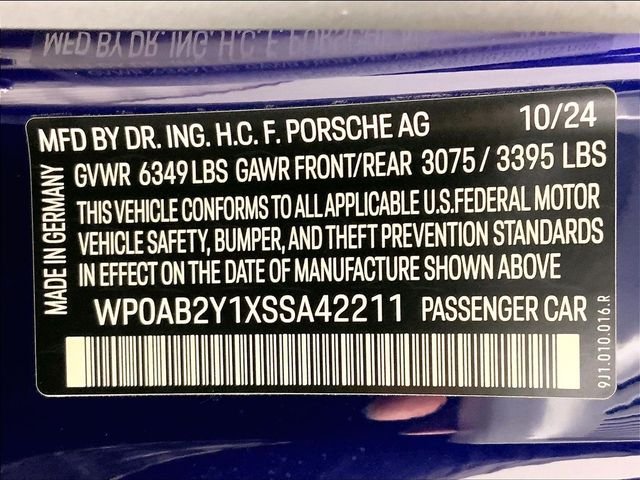 MFD BY DR. ING. H.C. F. PORSCHE AG 10/24
GVWR 6349 LBS GAWR FRONT/REAR 3075 / 3395 LBS
THIS VEHICLE CONFORMS TO ALL APPLICABLE U.S.FEDERAL MOTOR
VEHICLE SAFETY, BUMPER, AND THEFT PREVENTION STANDARDS
IN EFFECT ON THE DATE OF MANUFACTURE SHOWN ABOVE
WP0AB2Y1XSSA42211 PASSENGER CAR
MADE IN GERMANY
9J1.010.016.R